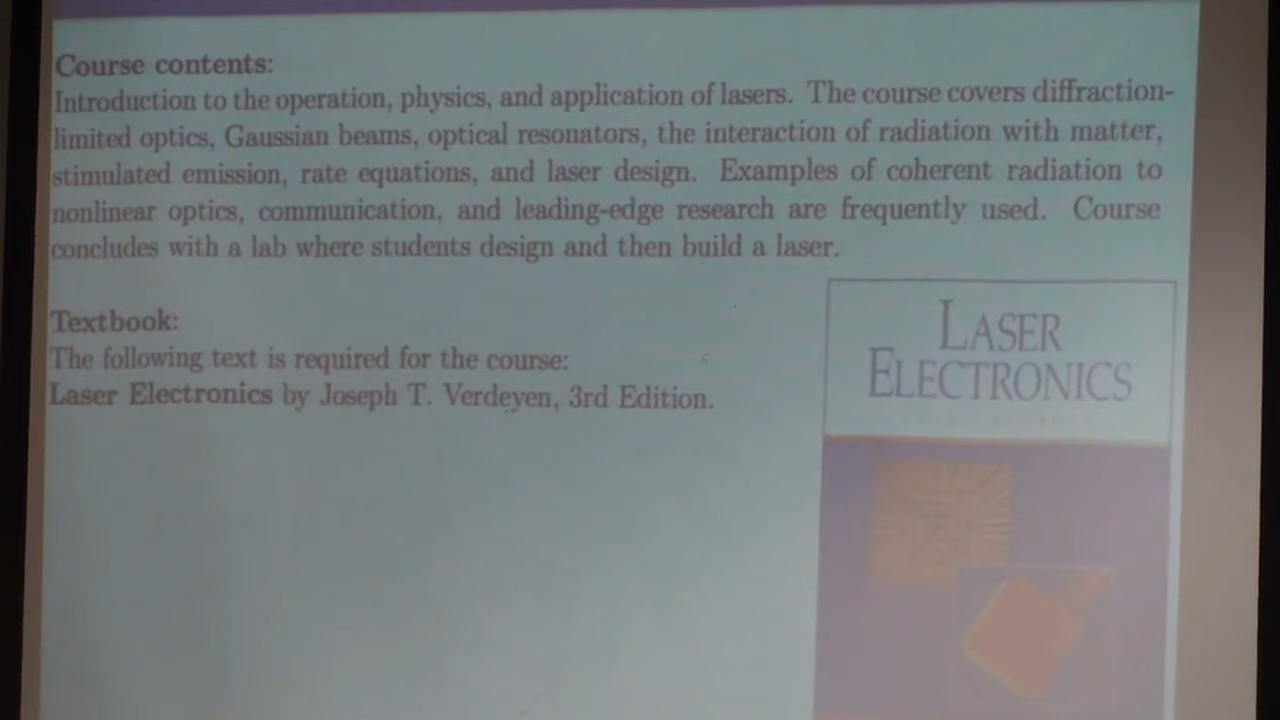 Course contents:
Introduction to the operation, physics, and application of lasers. The course covers diffraction-
limited optics, Gaussian beams, optical resonators, the interaction of radiation with matter,
stimulated emission, rate equations, and laser design. Examples of coherent radiation to
nonlinear optics, communication, and leading-edge research are frequently used. Course
concludes with a lab where students design and then build a laser.
Textbook:
The following text is required for the course:
Laser Electronics by Joseph T. Verdeyen, 3rd Edition.
LASER
ELECTRONICS